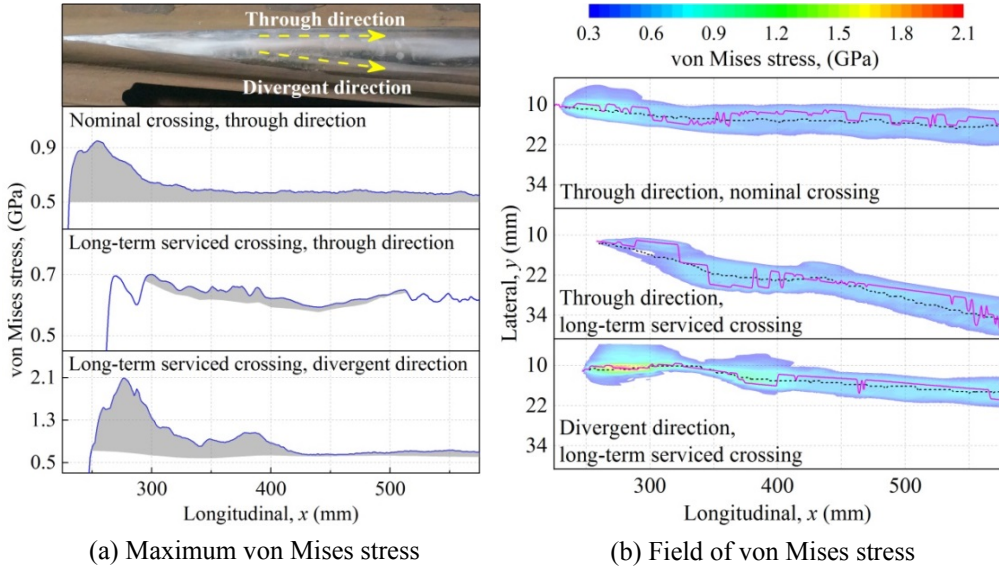 Through direction
Divergent direction
Nominal crossing, through direction
0.9
0.5
Long-term serviced crossing, through direction
0.7
0.5
Long-term serviced crossing, divergent direction
2.1
1.3
0.5
von Mises stress, (GPa)
300 400 500
Longitudinal, x (mm)
(a) Maximum von Mises stress
0.3 0.6 0.9 1.2 1.5 1.8 2.1
von Mises stress, (GPa)
10
22
34
Through direction, nominal crossing
10
22
34
Through direction,
long-term serviced crossing
10
22
34
Divergent direction,
long-term serviced crossing
Lateral, y (mm)
300 400 500
Longitudinal, x (mm)
(b) Field of von Mises stress